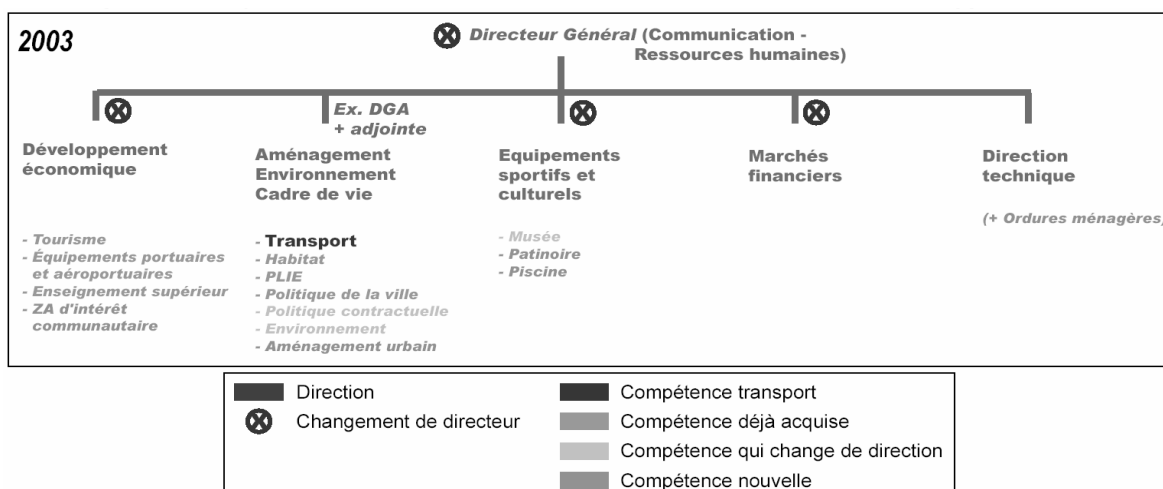 2003
Directeur Général (Communication -
Ressources humaines)
Ex. DGA
+ adjointe
Développement
économique
- Tourisme
- Équipements portuaires
et aéroportuaires
- Enseignement supérieur
- ZA d'intérêt
communautaire
Aménagement
Environnement
Cadre de vie
- Transport
- Habitat
- PLIE
- Politique de la ville
- Politique contractuelle
- Environnement
- Aménagement urbain
Equipements
sportifs et
culturels
- Musée
- Patinoire
- Piscine
Marchés
financiers
Direction
technique
(+ Ordures ménagères)
Direction
Changement de directeur
Compétence transport
Compétence déjà acquise
Compétence qui change de direction
Compétence nouvelle